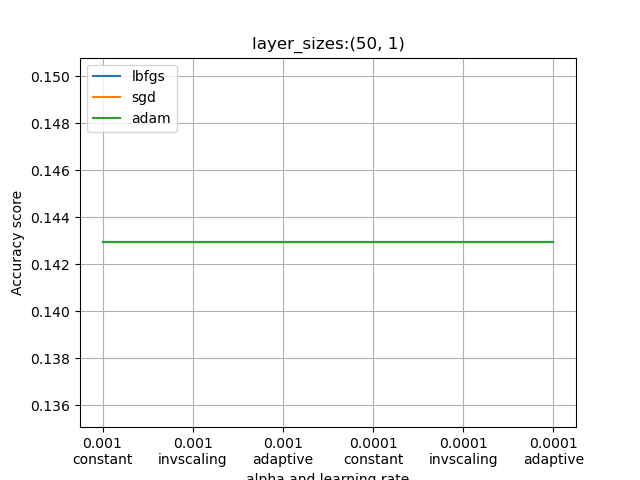 layer_sizes:(50, 1)
Accuracy score
0.150
0.148
0.146
0.144
0.142
0.140
0.138
0.136
lbfgs
sgd
adam
0.001 0.001 0.001 0.0001 0.0001 0.0001
constant invscaling adaptive constant invscaling adaptive
alpha and learning rate